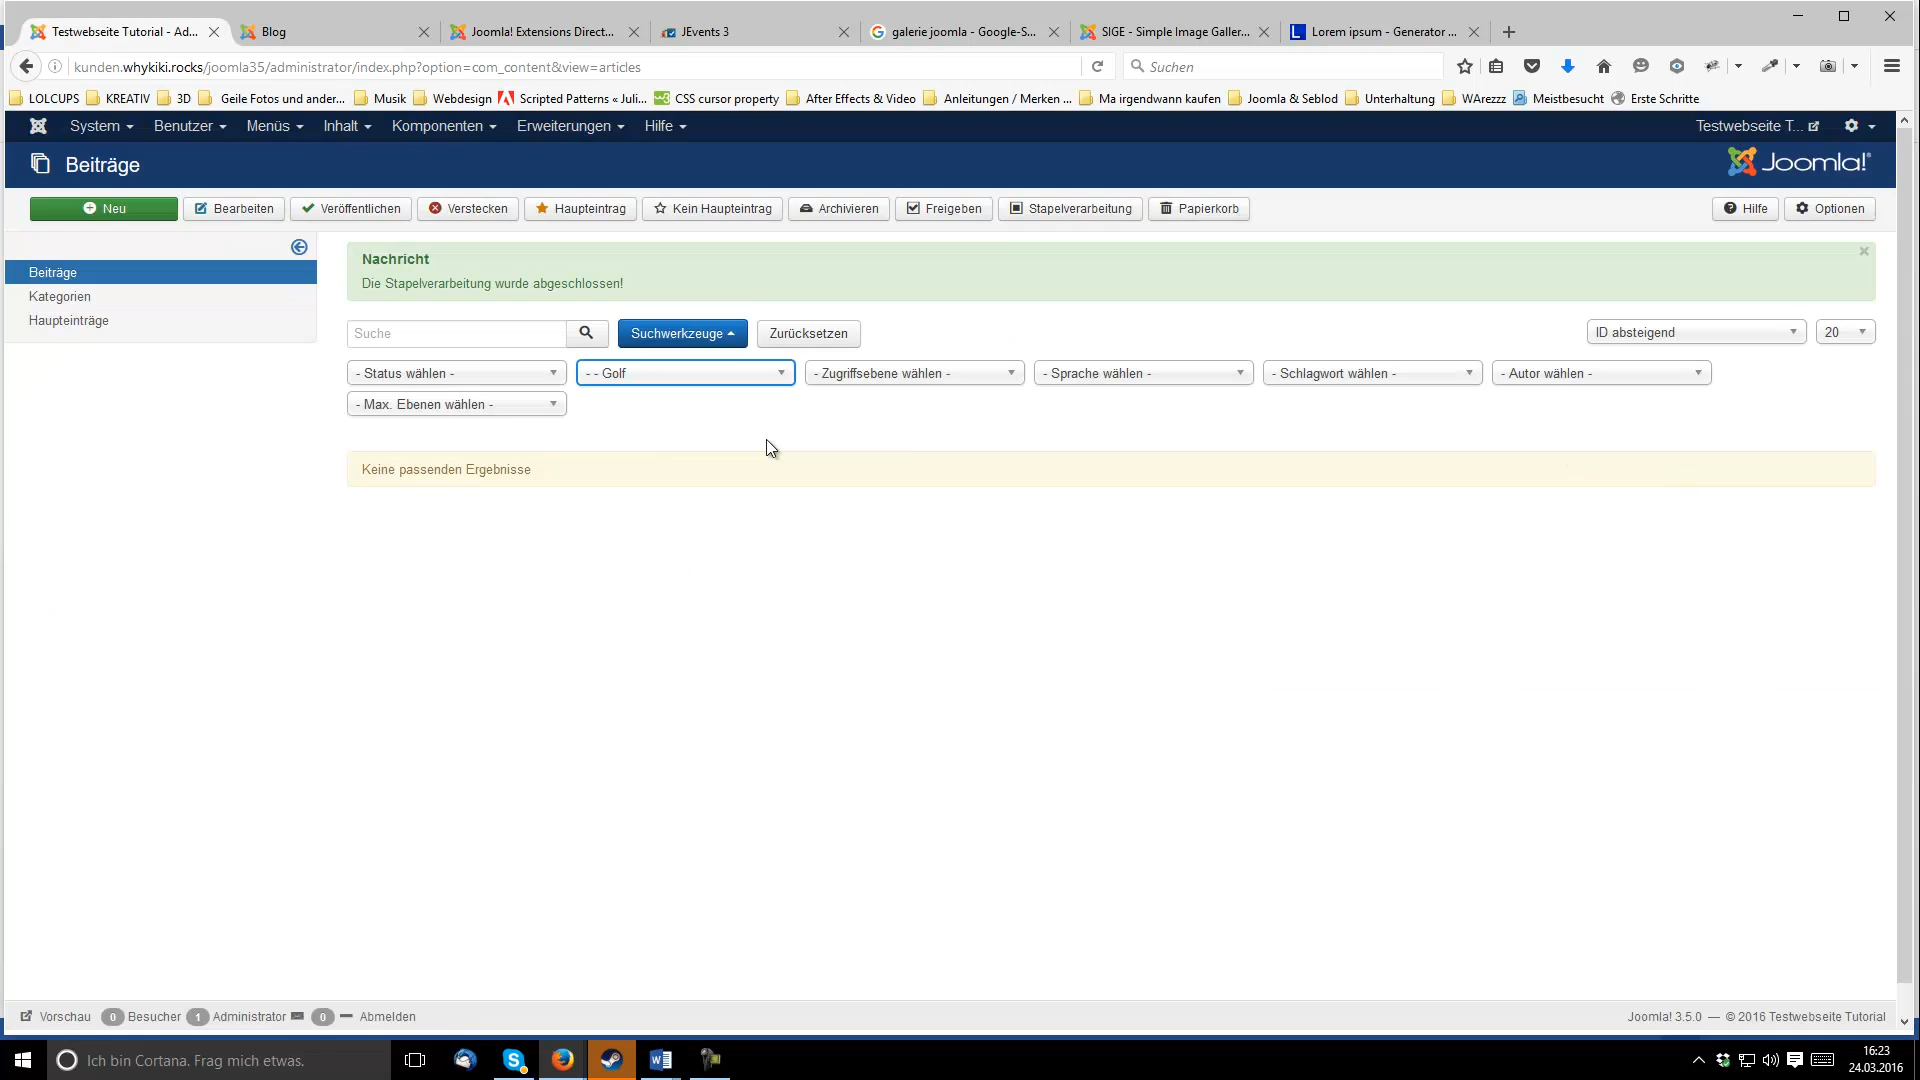 Testwebseite Tutorial - Ad...
Blog
Joomla! Extensions Direct...
JEvents 3
galerie joomla - Google-S...
SIGE - Simple Image Galler...
Lorem ipsum - Generator ...
kunden.whykiki.rocks/joomla35/administrator/index.php?option=com_content&view=articles
Suchen
LOLCUPS
KREATIV
3D
Geile Fotos und ander...
Musik
Webdesign
Scripted Patterns « Juli...
CSS cursor property
After Effects & Video
Anleitungen / Merken ...
Ma irgendwann kaufen
Joomla & Seblod
Unterhaltung
WArezzz
Meistbesucht
Erste Schritte
System
Benutzer
Menüs
Inhalt
Komponenten
Erweiterungen
Hilfe
Testwebseite T...
Beiträge
Joomla!®
Neu
Bearbeiten
Veröffentlichen
Verstecken
Haupteintrag
Kein Haupteintrag
Archivieren
Freigeben
Stapelverarbeitung
Papierkorb
Hilfe
Optionen
Beiträge
Kategorien
Haupteinträge
Nachricht
Die Stapelverarbeitung wurde abgeschlossen!
Suche
Suchwerkzeuge
Zurücksetzen
ID absteigend
20
- Status wählen -
- - Golf
- Zugriffsebene wählen -
- Sprache wählen -
- Schlagwort wählen -
- Autor wählen -
- Max. Ebenen wählen -
Keine passenden Ergebnisse
Vorschau
0 Besucher
1 Administrator
0
Abmelden
Joomla! 3.5.0 — © 2016 Testwebseite Tutorial
Ich bin Cortana. Frag mich etwas.
16:23
24.03.2016